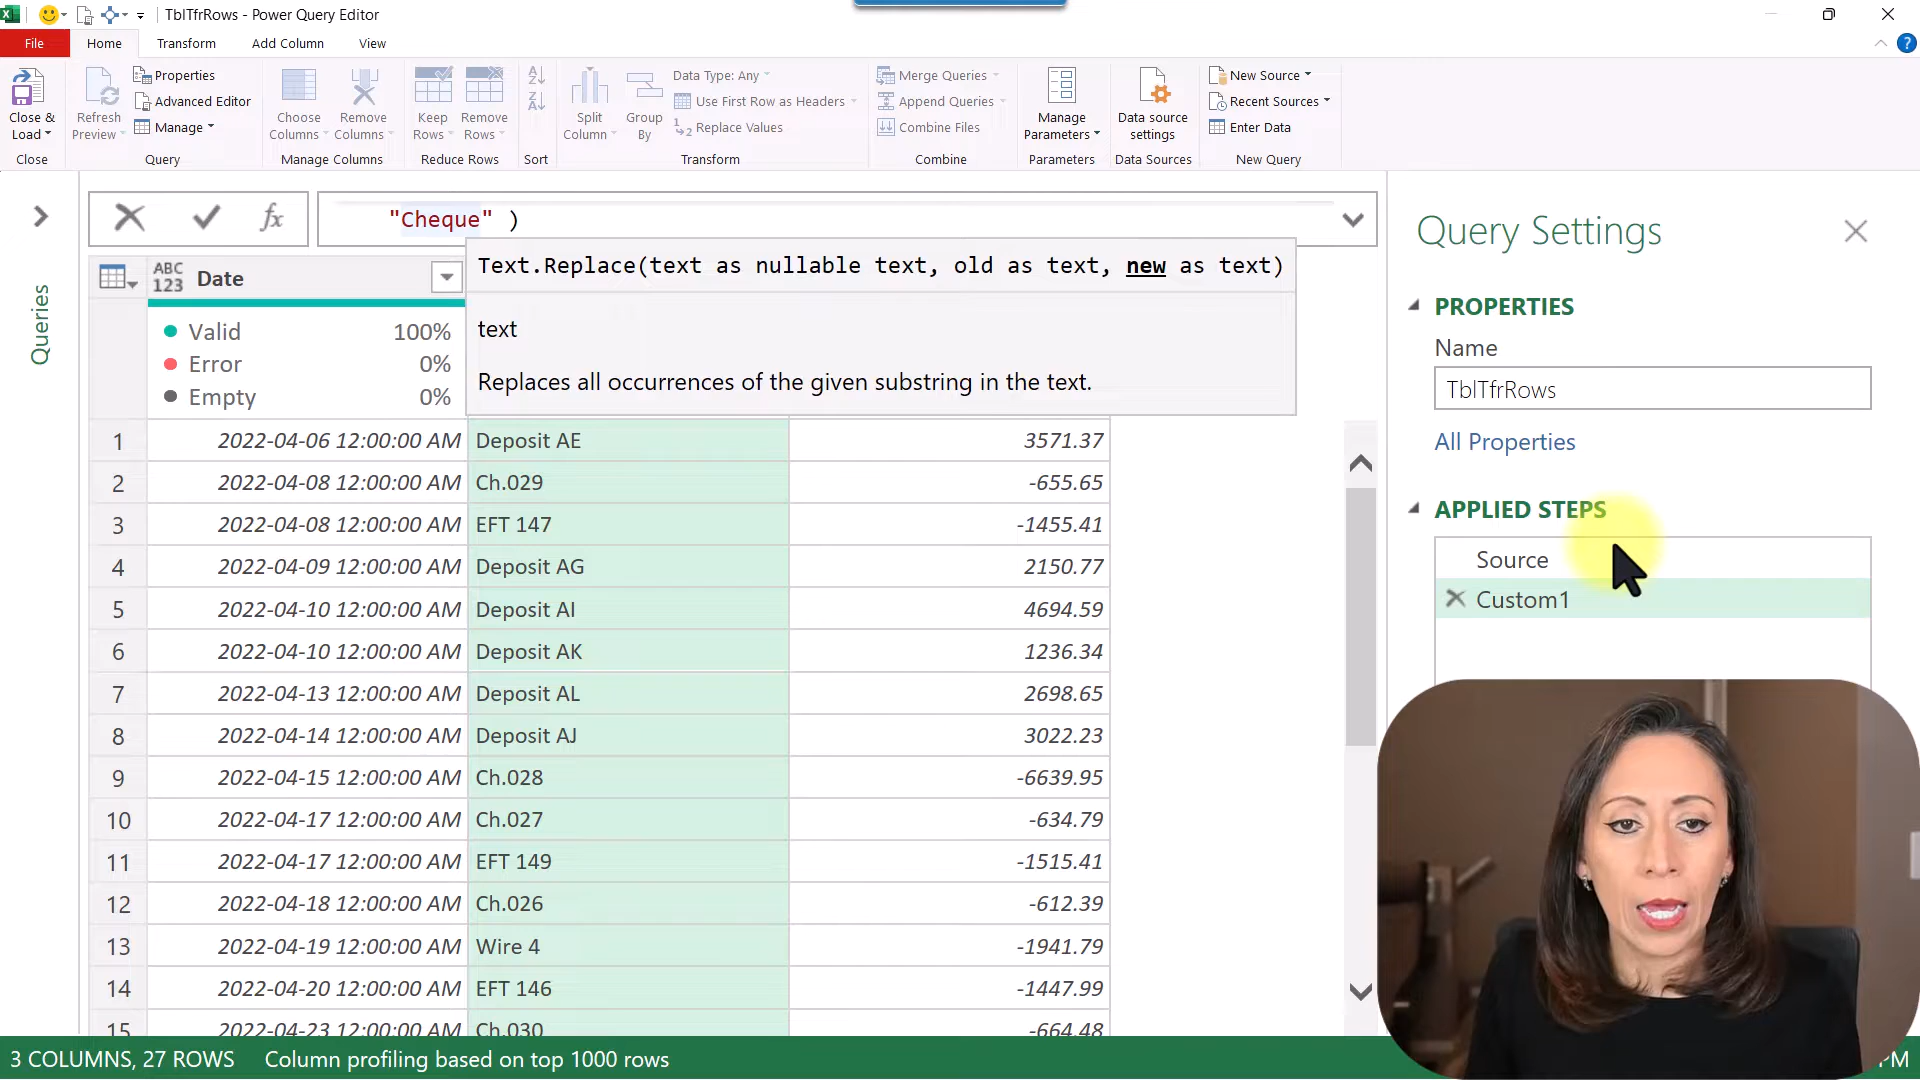 TblTfrRows - Power Query Editor
File Home Transform Add Column View
Close & Load
Close
Refresh Preview
Properties
Advanced Editor
Manage
Query
Choose Columns
Remove Columns
Manage Columns
Keep Rows
Remove Rows
Reduce Rows
Sort
Split Column
Group By
Data Type: Any
Use First Row as Headers
Replace Values
Transform
Merge Queries
Append Queries
Combine Files
Combine
Manage Parameters
Parameters
Data source settings
Data Sources
New Source
Recent Sources
Enter Data
New Query
fx
"Cheque" )
Text.Replace(text as nullable text, old as text, new as text)
text
Replaces all occurrences of the given substring in the text.
Queries
ABC 123 Date
Valid 100%
Error 0%
Empty 0%
1 2022-04-06 12:00:00 AM Deposit AE 3571.37
2 2022-04-08 12:00:00 AM Ch.029 -655.65
3 2022-04-08 12:00:00 AM EFT 147 -1455.41
4 2022-04-09 12:00:00 AM Deposit AG 2150.77
5 2022-04-10 12:00:00 AM Deposit AI 4694.59
6 2022-04-10 12:00:00 AM Deposit AK 1236.34
7 2022-04-13 12:00:00 AM Deposit AL 2698.65
8 2022-04-14 12:00:00 AM Deposit AJ 3022.23
9 2022-04-15 12:00:00 AM Ch.028 -6639.95
10 2022-04-17 12:00:00 AM Ch.027 -634.79
11 2022-04-17 12:00:00 AM EFT 149 -1515.41
12 2022-04-18 12:00:00 AM Ch.026 -612.39
13 2022-04-19 12:00:00 AM Wire 4 -1941.79
14 2022-04-20 12:00:00 AM EFT 146 -1447.99
15 2022-04-23 12:00:00 AM Ch.030 -664.48
Query Settings
PROPERTIES
Name
TblTfrRows
All Properties
APPLIED STEPS
Source
Custom1
3 COLUMNS, 27 ROWS Column profiling based on top 1000 rows
PM